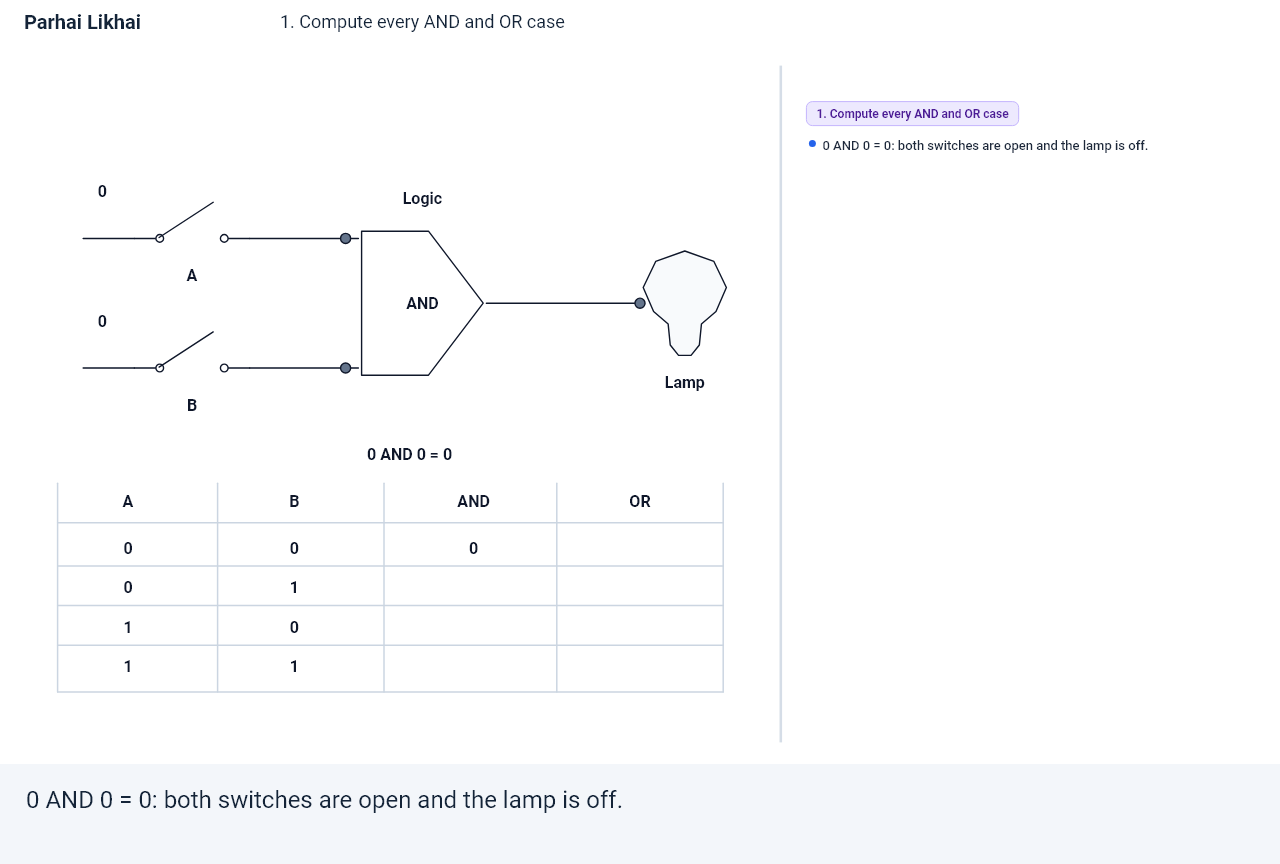 Parhai Likhai
1. Compute every AND and OR case
1. Compute every AND and OR case
0 AND 0 = 0: both switches are open and the lamp is off.
0
Logic
A
AND
0
Lamp
B
0 AND 0 = 0
A B AND OR
0 0 0
0 1
1 0
1 1
0 AND 0 = 0: both switches are open and the lamp is off.